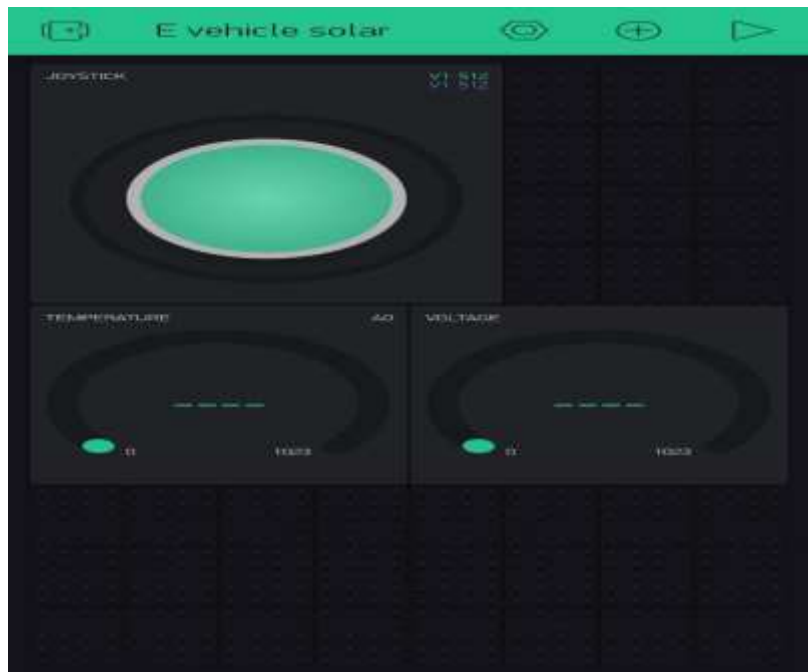 E vehicle solar
JOYSTICK
V1 512
V1 512
TEMPERATURE A0
VOLTAGE
0 1023
0 1023